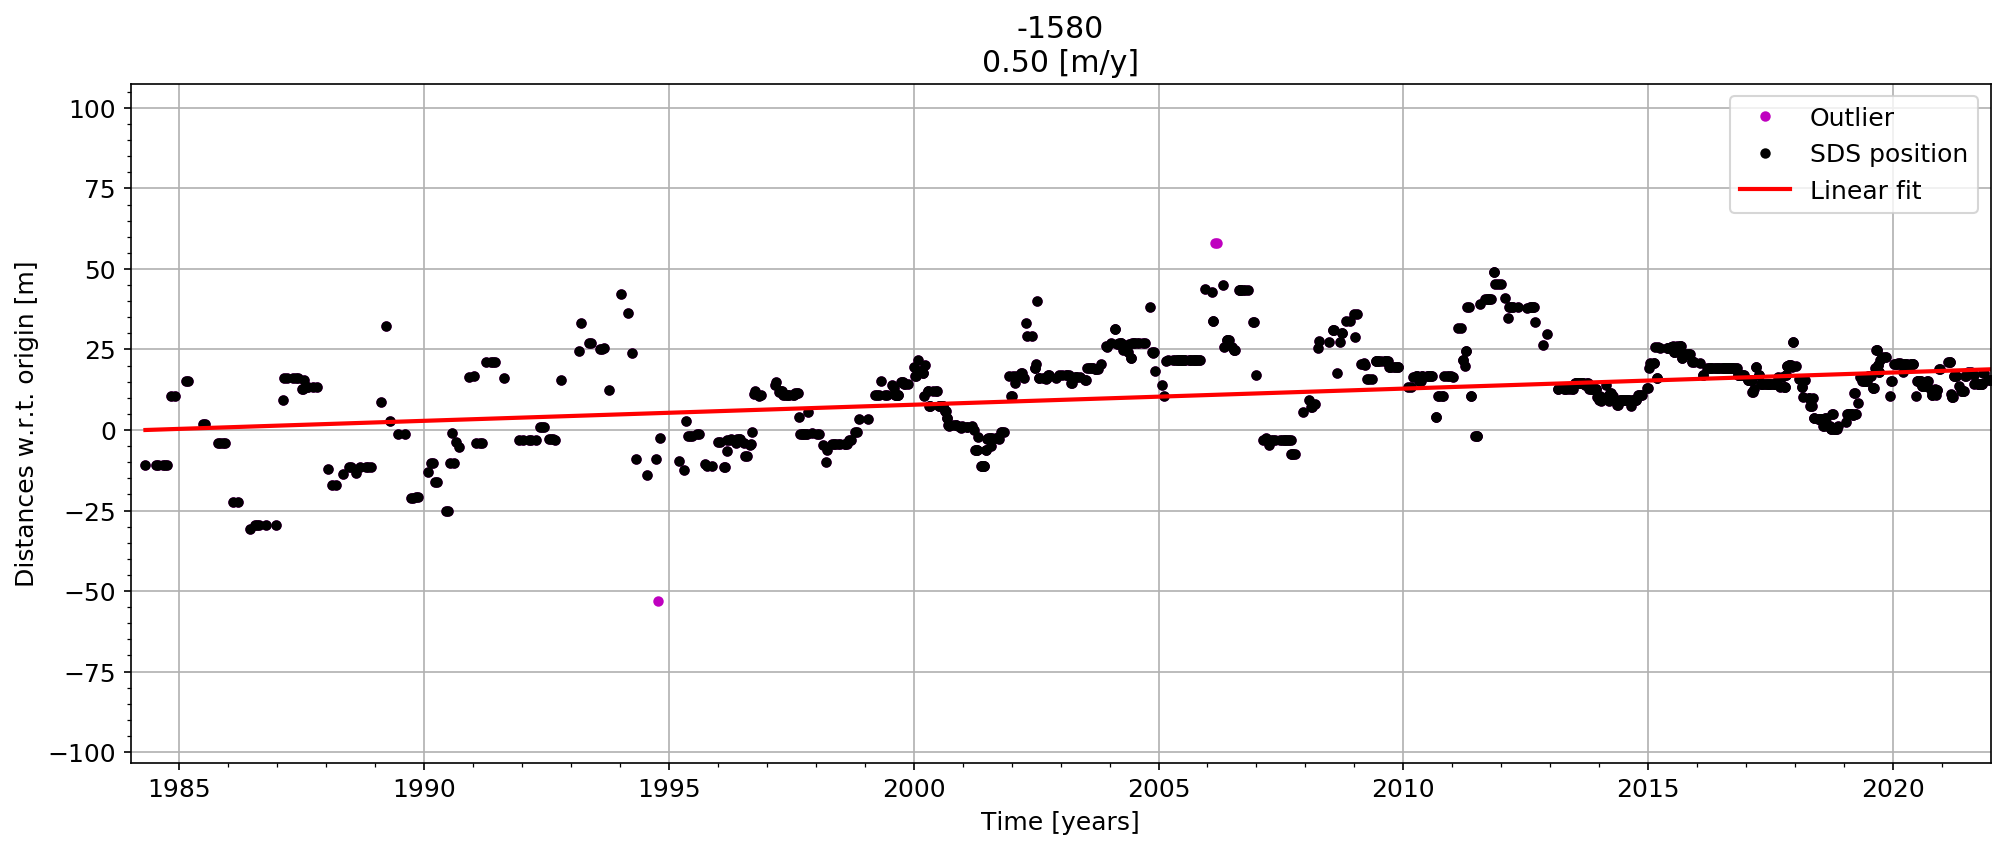 -1580
0.50 [m/y]
Outlier
SDS position
Linear fit
Distances w.r.t. origin [m]
100
75
50
25
0
−25
−50
−75
−100
1985 1990 1995 2000 2005 2010 2015 2020
Time [years]